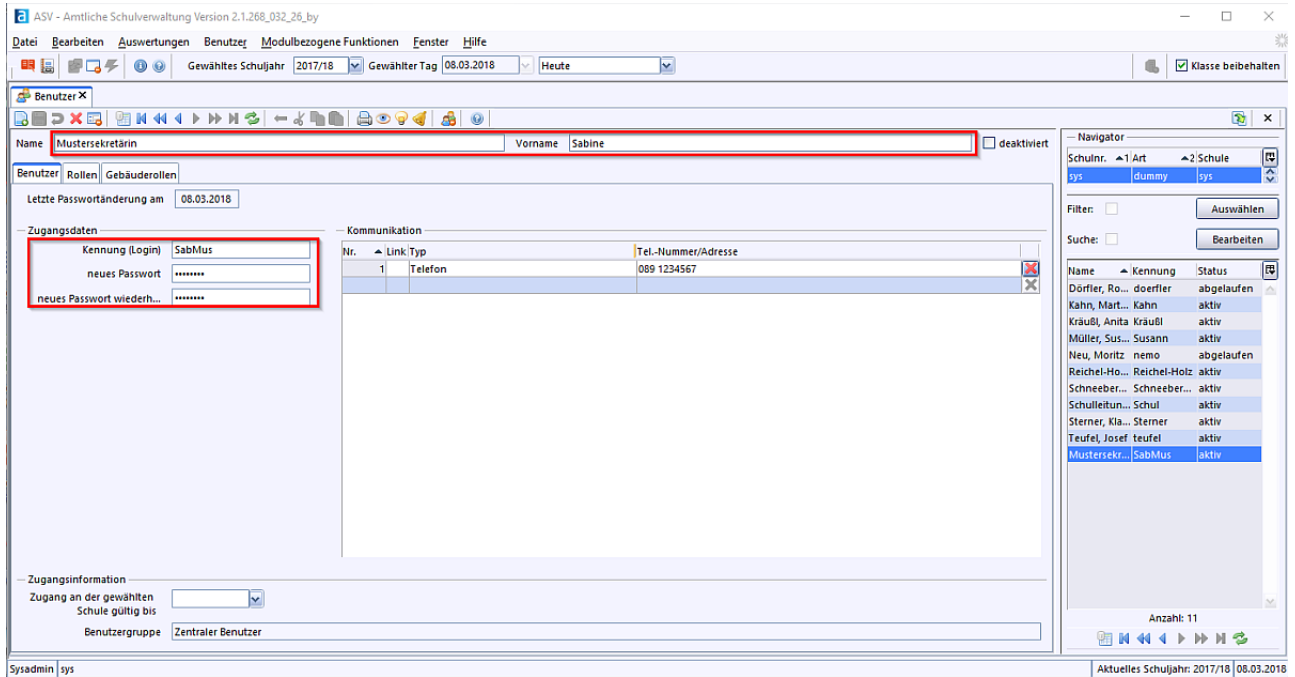 ASV - Amtliche Schulverwaltung Version 2.1.268_032_26_by
Datei Bearbeiten Auswertungen Benutzer Modulbezogene Funktionen Fenster Hilfe
Gewähltes Schuljahr 2017/18 Gewählter Tag 08.03.2018 Heute Klasse beibehalten
Benutzer
Name Mustersekretärin Vorname Sabine deaktiviert
Benutzer Rollen Gebäuderollen
Letzte Passwortänderung am 08.03.2018
Zugangsdaten
Kennung (Login) SabMus
neues Passwort ••••••••
neues Passwort wiederh... ••••••••
Kommunikation
Nr. Link Typ Tel.-Nummer/Adresse
1 Telefon 089 1234567
Zugangsinformation
Zugang an der gewählten
Schule gültig bis
Benutzergruppe Zentraler Benutzer
Navigator
Schulnr. 1 Art 2 Schule
sys dummy sys
Filter: Auswählen
Suche: Bearbeiten
Name Kennung Status
Dörfler, Ro... doerfler abgelaufen
Kahn, Mart... Kahn aktiv
Kräußl, Anita Kräußl aktiv
Müller, Sus... Susann aktiv
Neu, Moritz nemo abgelaufen
Reichel-Ho... Reichel-Holz aktiv
Schneeber... Schneeber... aktiv
Schulleitun... Schul aktiv
Sterner, Kla... Sterner aktiv
Teufel, Josef teufel aktiv
Mustersekr... SabMus aktiv
Anzahl: 11
Sysadmin sys Aktuelles Schuljahr: 2017/18 08.03.2018